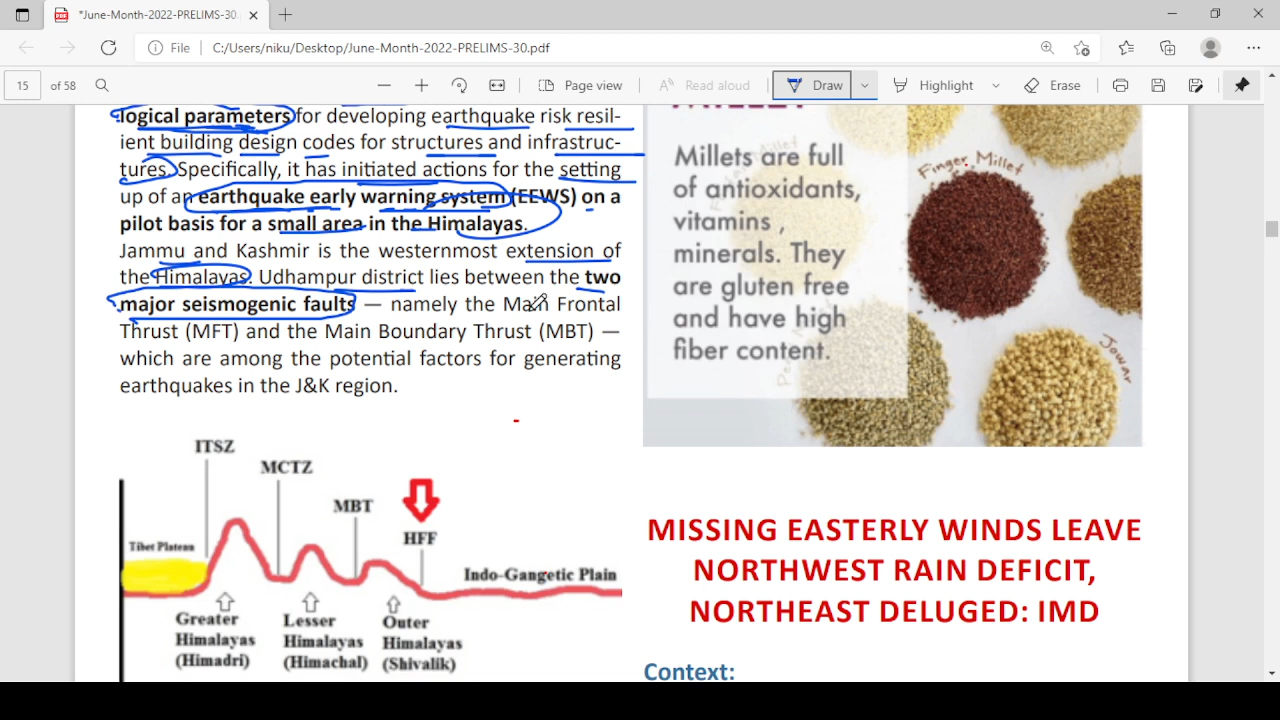 *June-Month-2022-PRELIMS-30.
File
C:/Users/niku/Desktop/June-Month-2022-PRELIMS-30.pdf
15
of 58
Page view
Read aloud
Draw
Highlight
Erase
logical parameters for developing earthquake risk resil-
ient building design codes for structures and infrastruc-
tures. Specifically, it has initiated actions for the setting
up of an earthquake early warning system (EEWS) on a
pilot basis for a small area in the Himalayas.
Jammu and Kashmir is the westernmost extension of
the Himalayas. Udhampur district lies between the two
major seismogenic faults — namely the Main Frontal
Thrust (MFT) and the Main Boundary Thrust (MBT) —
which are among the potential factors for generating
earthquakes in the J&K region.
ITSZ
MCTZ
MBT
HFF
Tibet Plateau
Indo-Gangetic Plain
Greater
Himalayas
(Himadri)
Lesser
Himalayas
(Himachal)
Outer
Himalayas
(Shivalik)
MILLET
Millets are full
of antioxidants,
vitamins ,
minerals. They
are gluten free
and have high
fiber content.
Finger Millet
Jowar
MISSING EASTERLY WINDS LEAVE
NORTHWEST RAIN DEFICIT,
NORTHEAST DELUGED: IMD
Context: